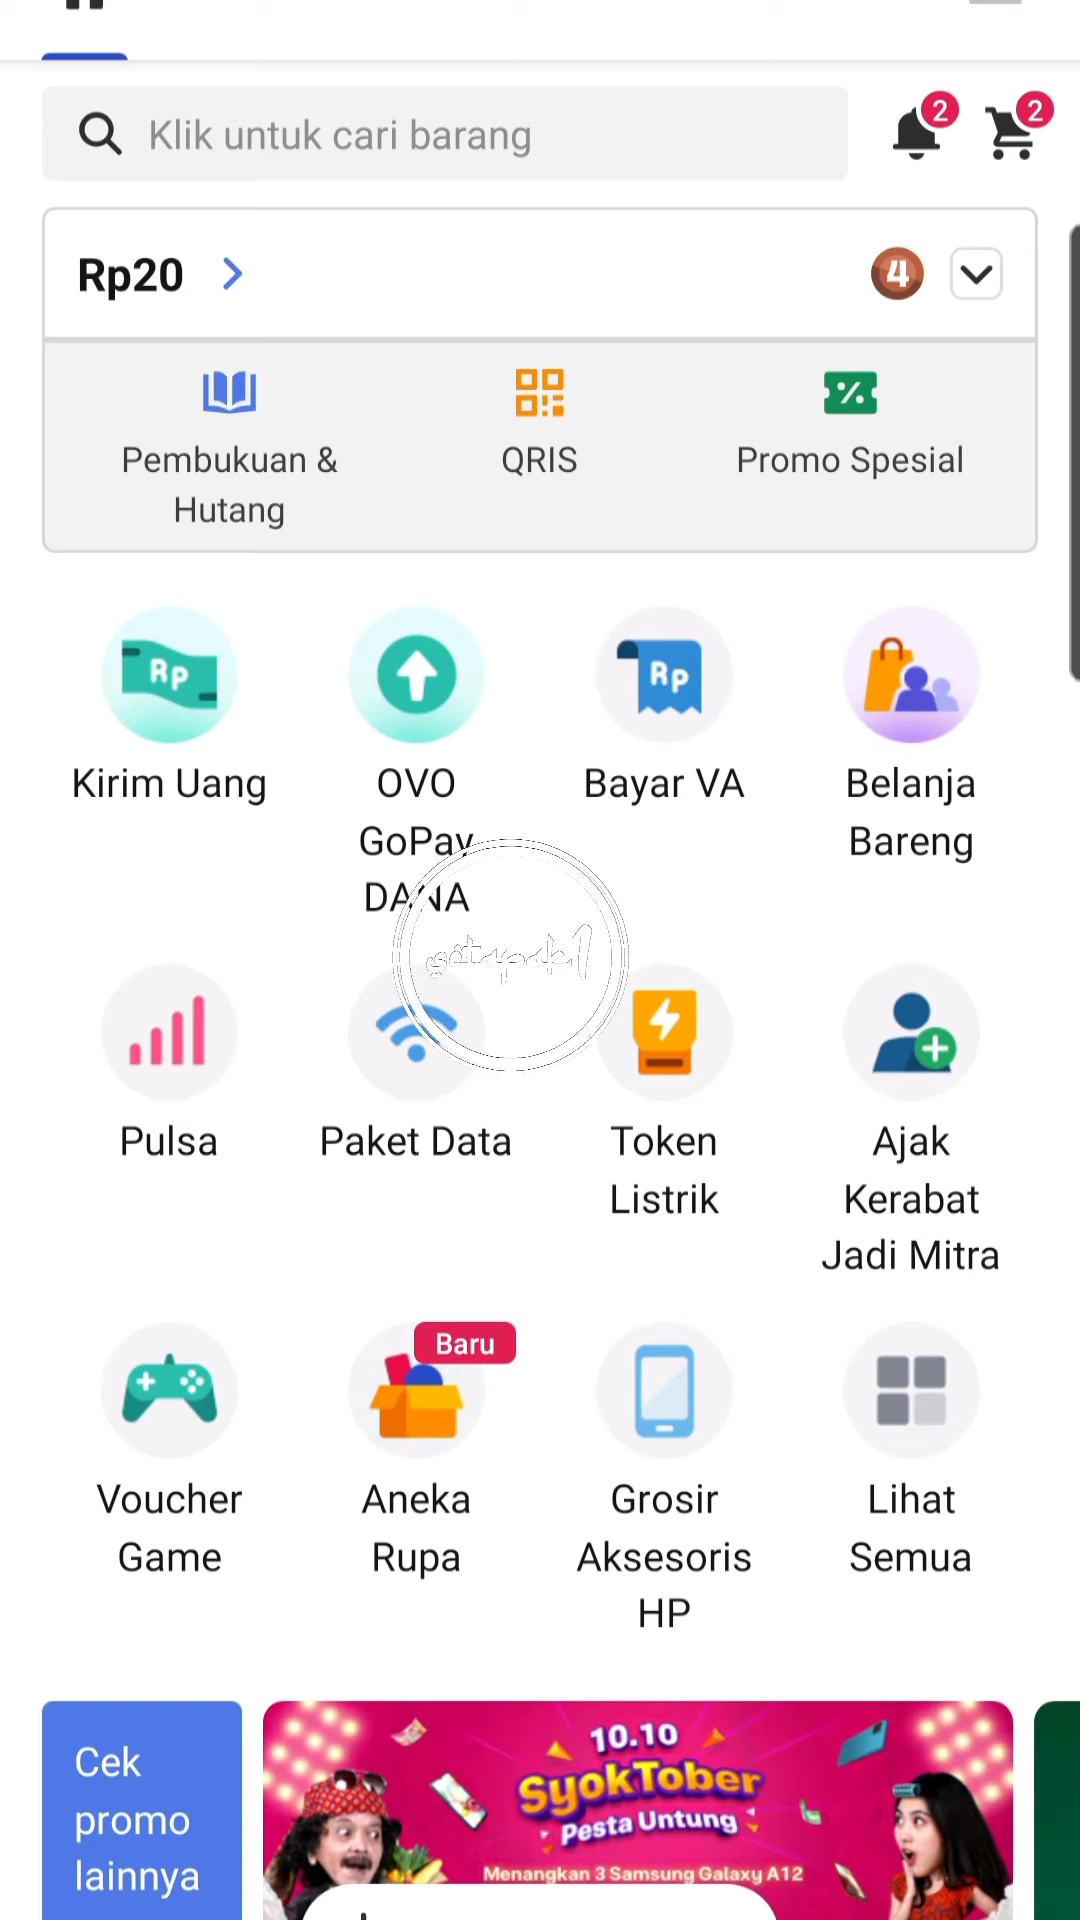 Klik untuk cari barang
2
2
Rp20
4
Pembukuan &
Hutang
QRIS
Promo Spesial
Rp
Rp
Kirim Uang
OVO
GoPay
DANA
Bayar VA
Belanja
Bareng
Pulsa
Paket Data
Token
Listrik
Ajak
Kerabat
Jadi Mitra
Baru
Voucher
Game
Aneka
Rupa
Grosir
Aksesoris
HP
Lihat
Semua
Cek
promo
lainnya
10.10
SyokTober
Pesta Untung
Menangkan 3 Samsung Galaxy A12